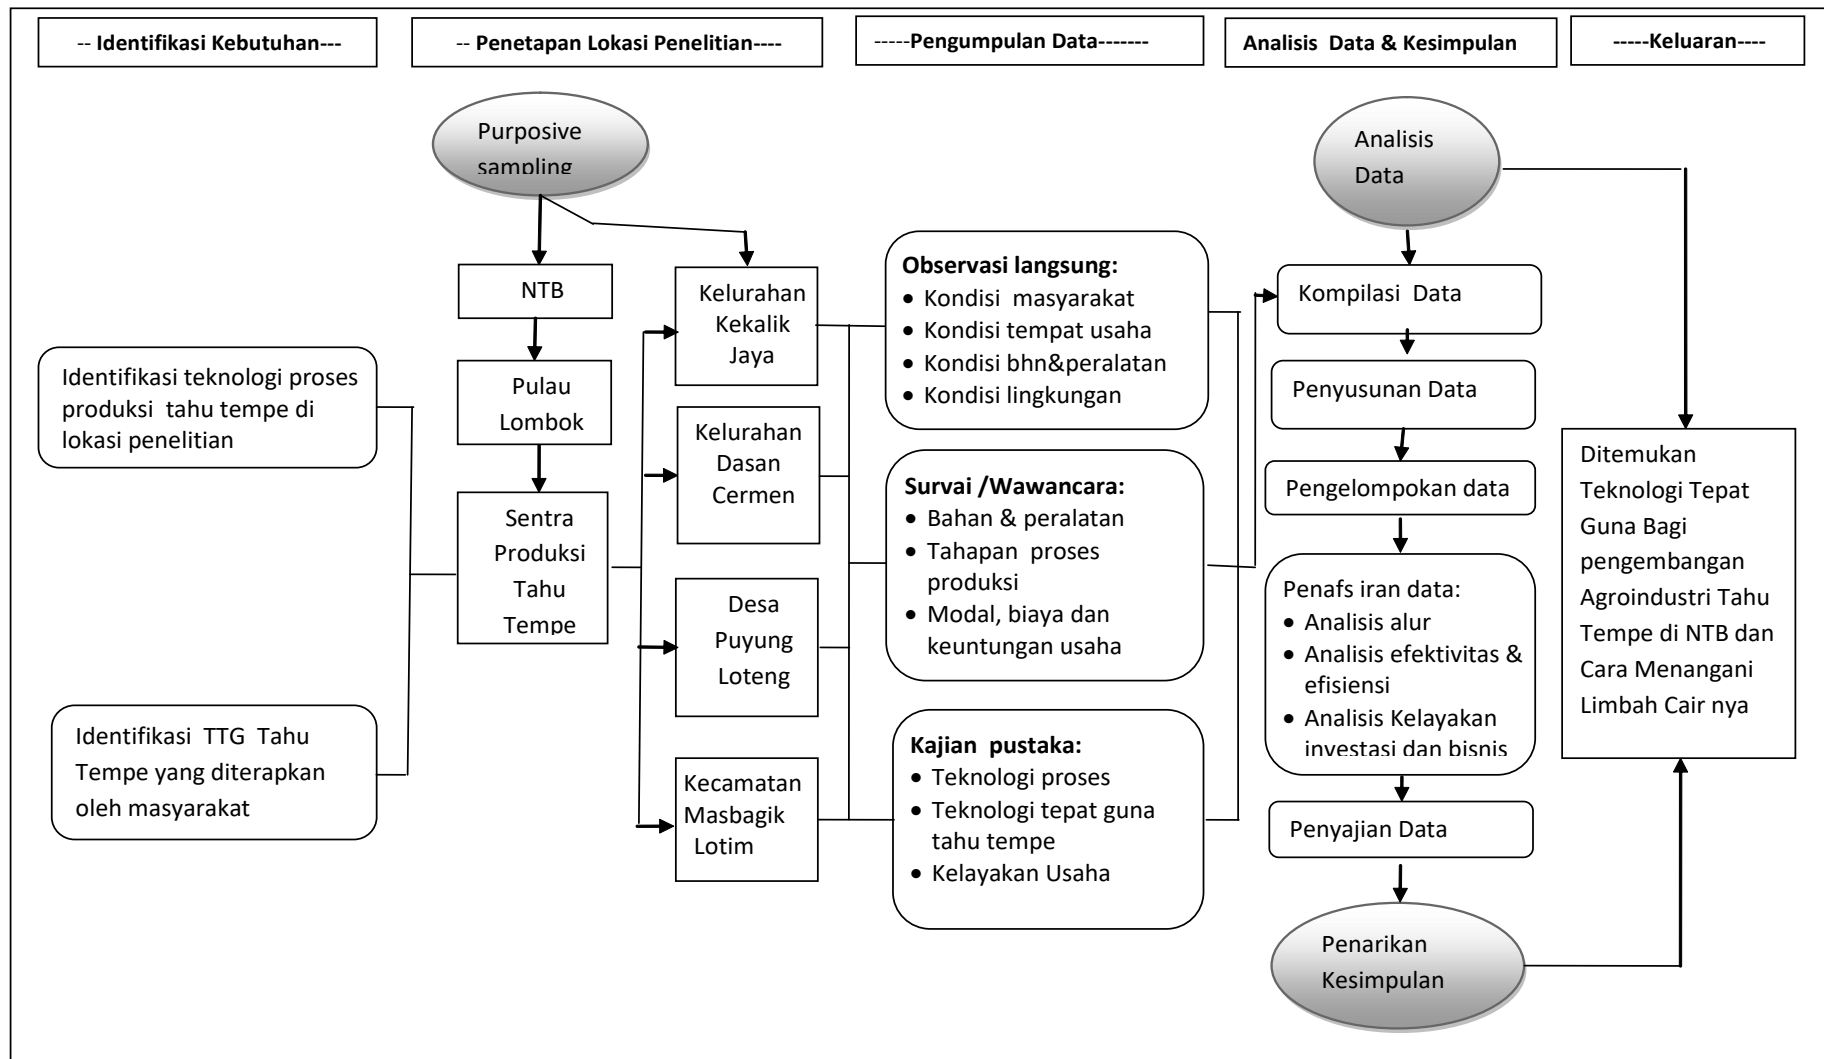 -- Identifikasi Kebutuhan---
-- Penetapan Lokasi Penelitian----
-----Pengumpulan Data-------
Analisis Data & Kesimpulan
-----Keluaran----
Identifikasi teknologi proses
produksi tahu tempe di
lokasi penelitian
Identifikasi TTG Tahu
Tempe yang diterapkan
oleh masyarakat
Purposive
sampling
NTB
Pulau
Lombok
Sentra
Produksi
Tahu
Tempe
Kelurahan
Kekalik
Jaya
Kelurahan
Dasan
Cermen
Desa
Puyung
Loteng
Kecamatan
Masbagik
Lotim
Observasi langsung:
• Kondisi masyarakat
• Kondisi tempat usaha
• Kondisi bhn&peralatan
• Kondisi lingkungan
Survai /Wawancara:
• Bahan & peralatan
• Tahapan proses
produksi
• Modal, biaya dan
keuntungan usaha
Kajian pustaka:
• Teknologi proses
• Teknologi tepat guna
tahu tempe
• Kelayakan Usaha
Analisis
Data
Kompilasi Data
Penyusunan Data
Pengelompokan data
Penafs iran data:
• Analisis alur
• Analisis efektivitas &
efisiensi
• Analisis Kelayakan
investasi dan bisnis
Penyajian Data
Penarikan
Kesimpulan
Ditemukan
Teknologi Tepat
Guna Bagi
pengembangan
Agroindustri Tahu
Tempe di NTB dan
Cara Menangani
Limbah Cair nya